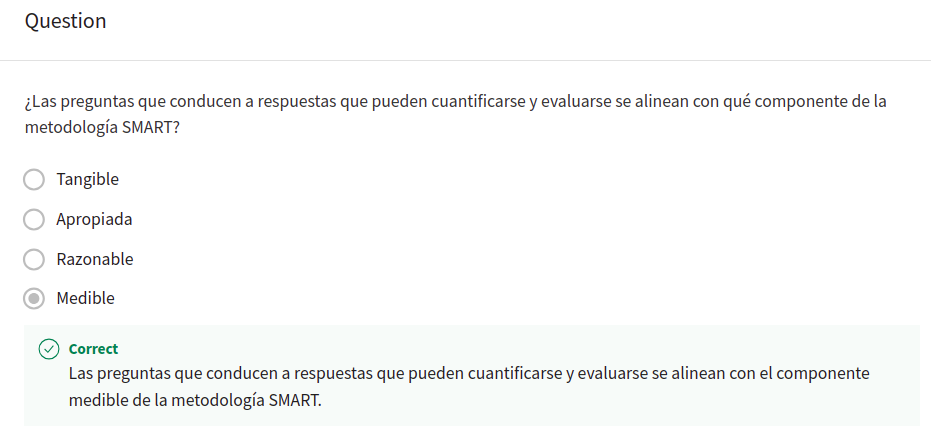 Question
¿Las preguntas que conducen a respuestas que pueden cuantificarse y evaluarse se alinean con qué componente de la
metodología SMART?
Tangible
Apropiada
Razonable
Medible
Correct
Las preguntas que conducen a respuestas que pueden cuantificarse y evaluarse se alinean con el componente
medible de la metodología SMART.